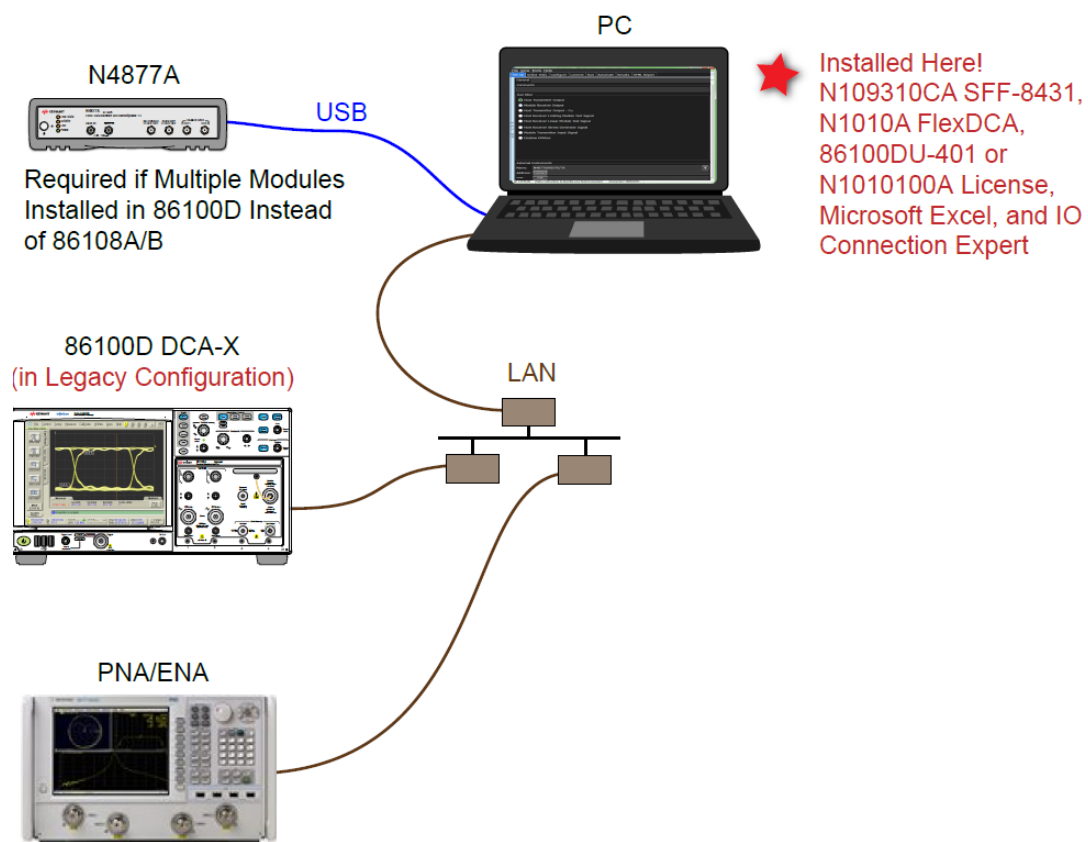 PC
N4877A
USB
Required if Multiple Modules
Installed in 86100D Instead
of 86108A/B
Installed Here!
N109310CA SFF-8431,
N1010A FlexDCA,
86100DU-401 or
N1010100A License,
Microsoft Excel, and IO
Connection Expert
86100D DCA-X
(in Legacy Configuration)
LAN
PNA/ENA